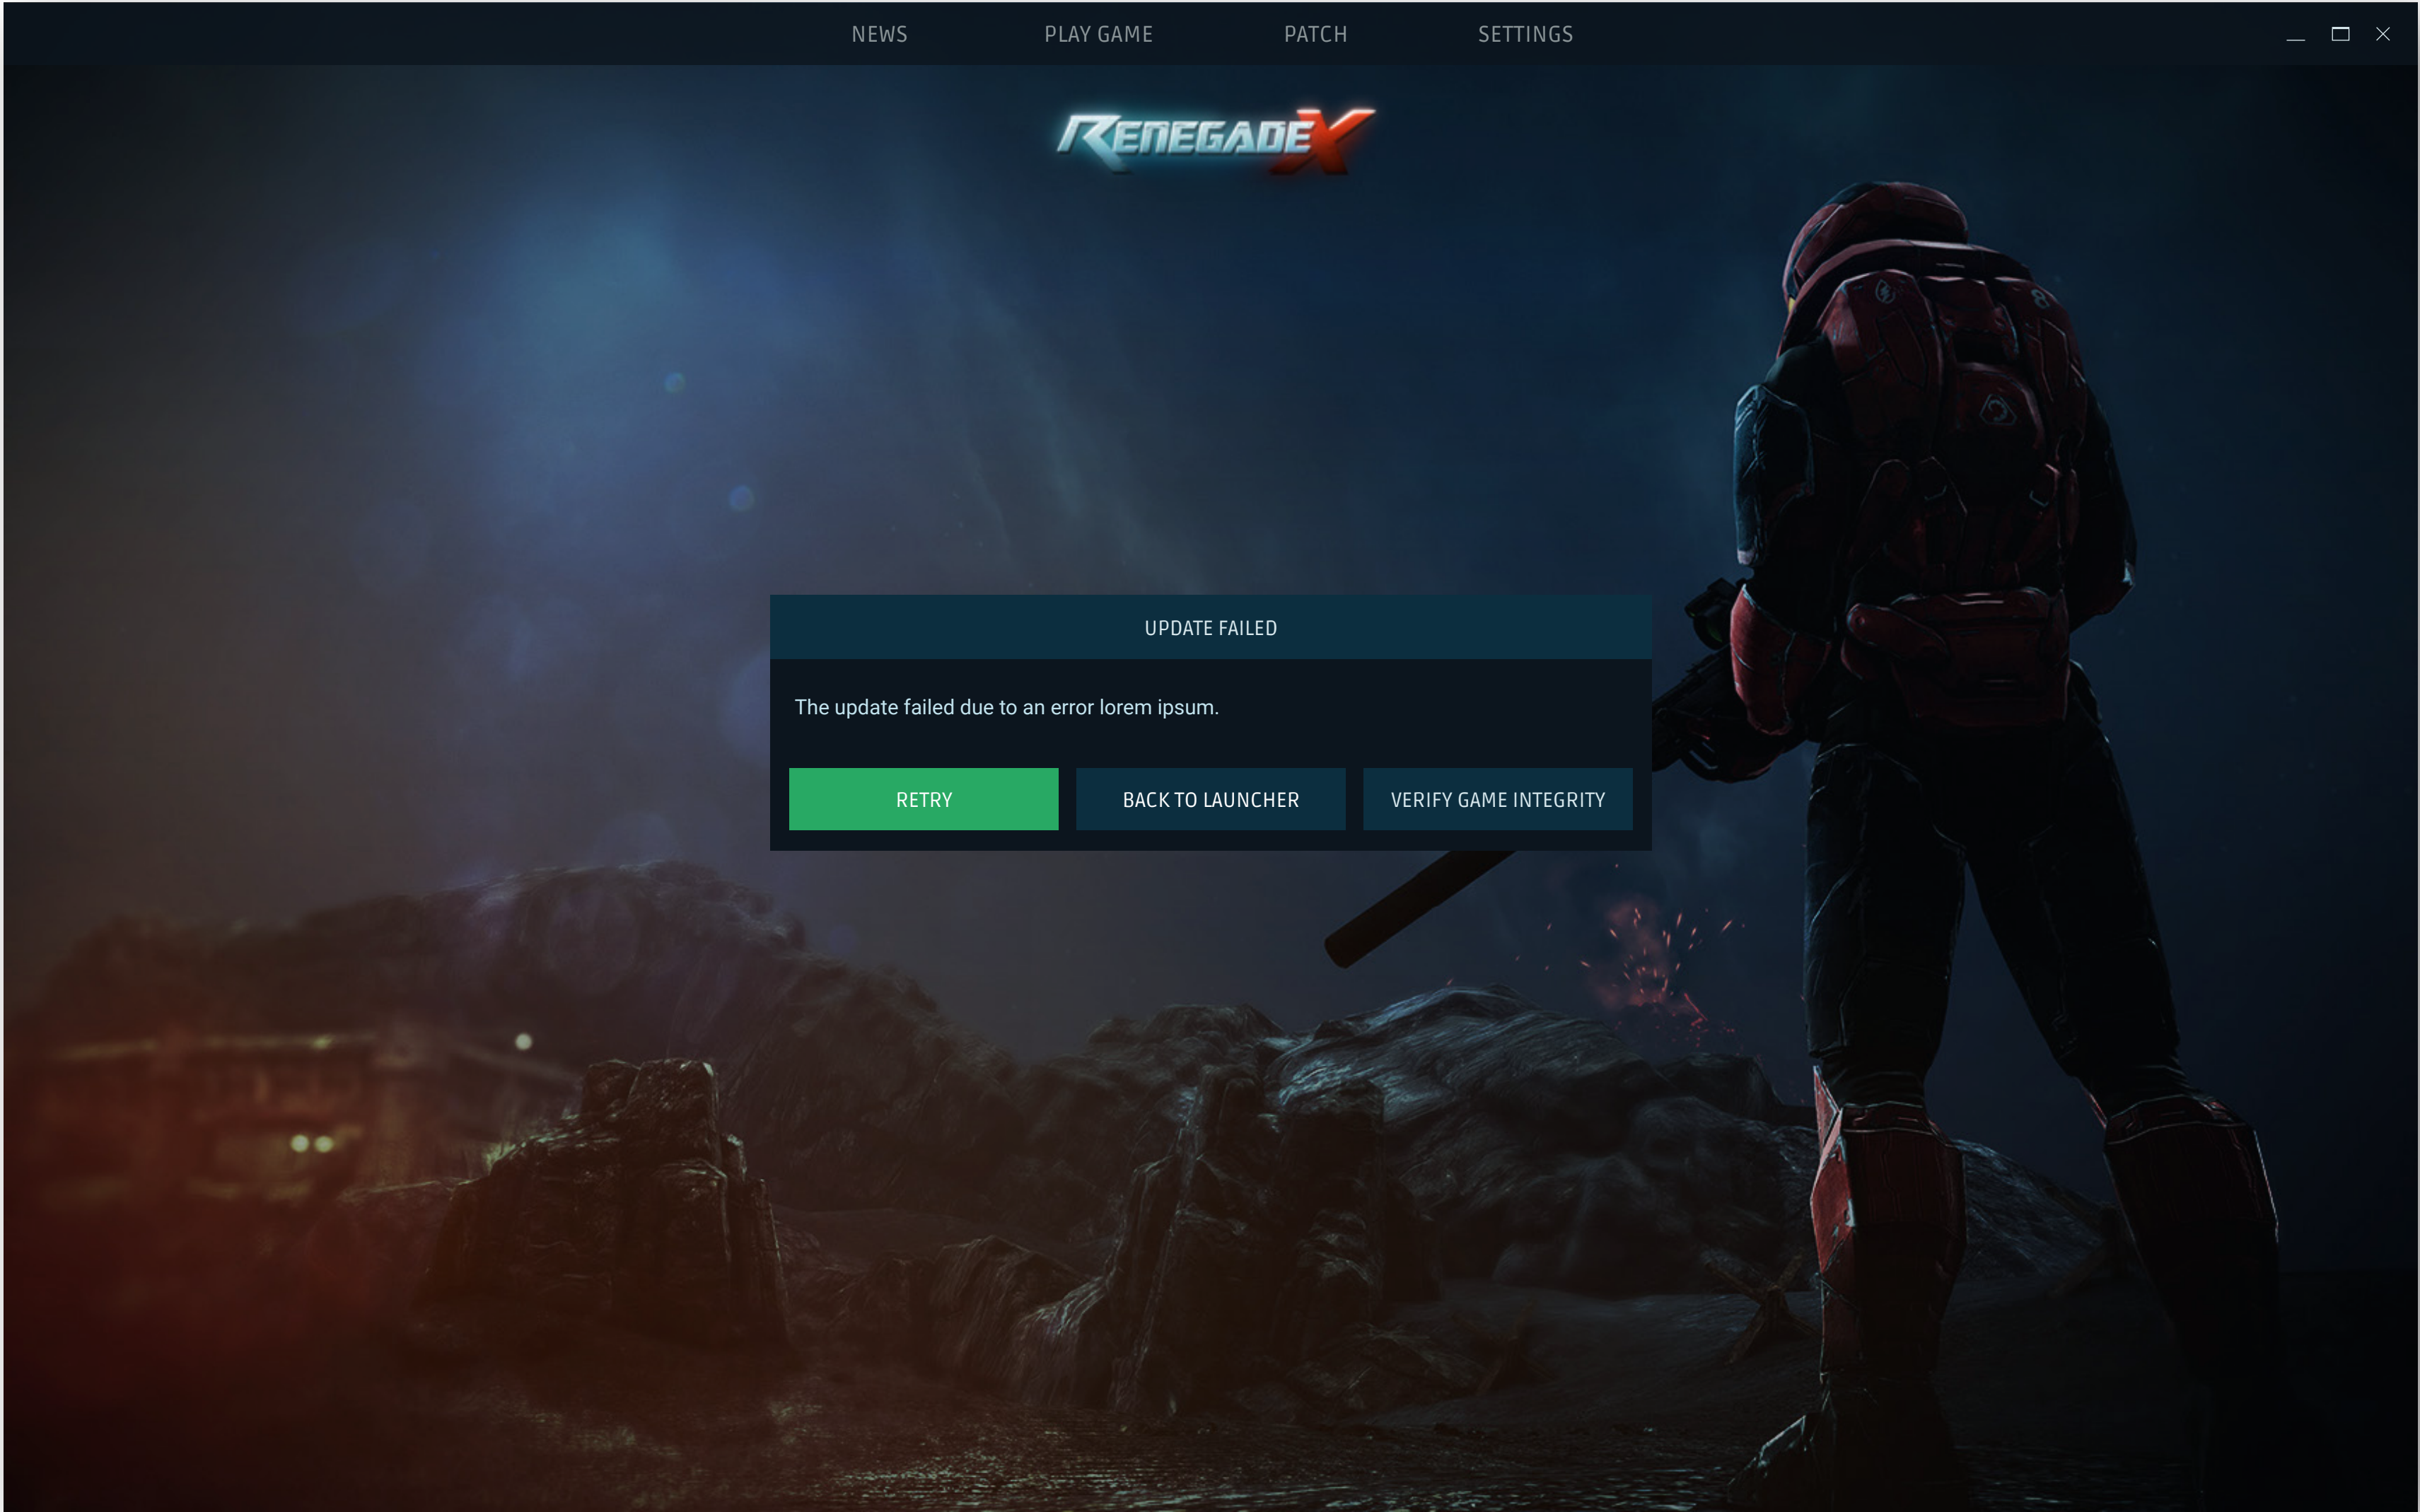 NEWS PLAY GAME PATCH SETTINGS
RENEGADEX
UPDATE FAILED
The update failed due to an error lorem ipsum.
RETRY BACK TO LAUNCHER VERIFY GAME INTEGRITY